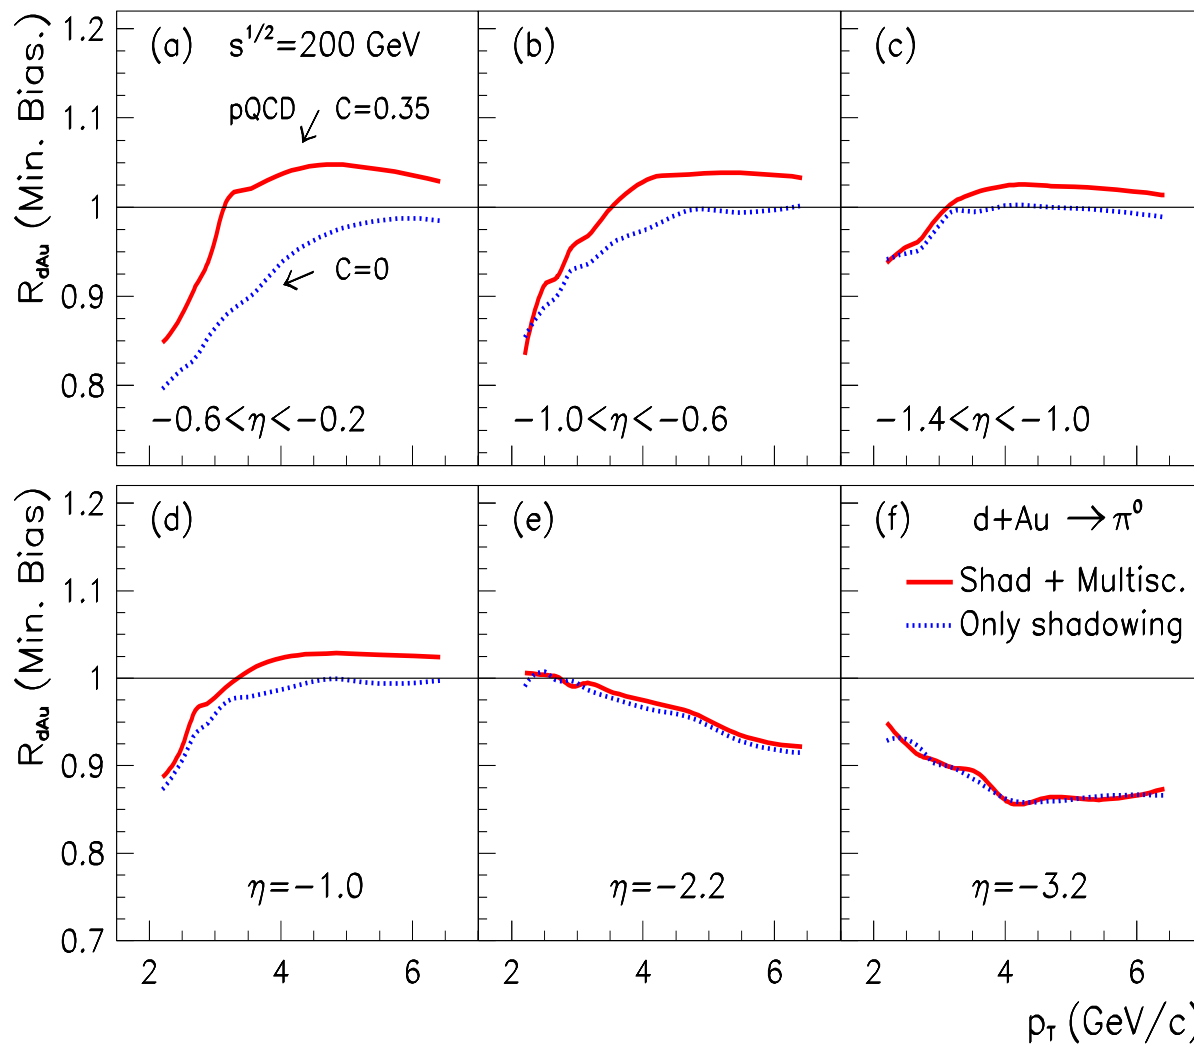 R_dAu (Min. Bias.)
1.2
1.1
1
0.9
0.8
(a) s^1/2=200 GeV
pQCD C=0.35
C=0
−0.6<η<−0.2
(b)
−1.0<η<−0.6
(c)
−1.4<η<−1.0
R_dAu (Min. Bias)
1.2
1.1
1
0.9
0.8
0.7
(d)
η=−1.0
(e)
η=−2.2
(f) d+Au →π^0
Shad + Multisc.
Only shadowing
η=−3.2
2 4 6
2 4 6
2 4 6
p_T (GeV/c)